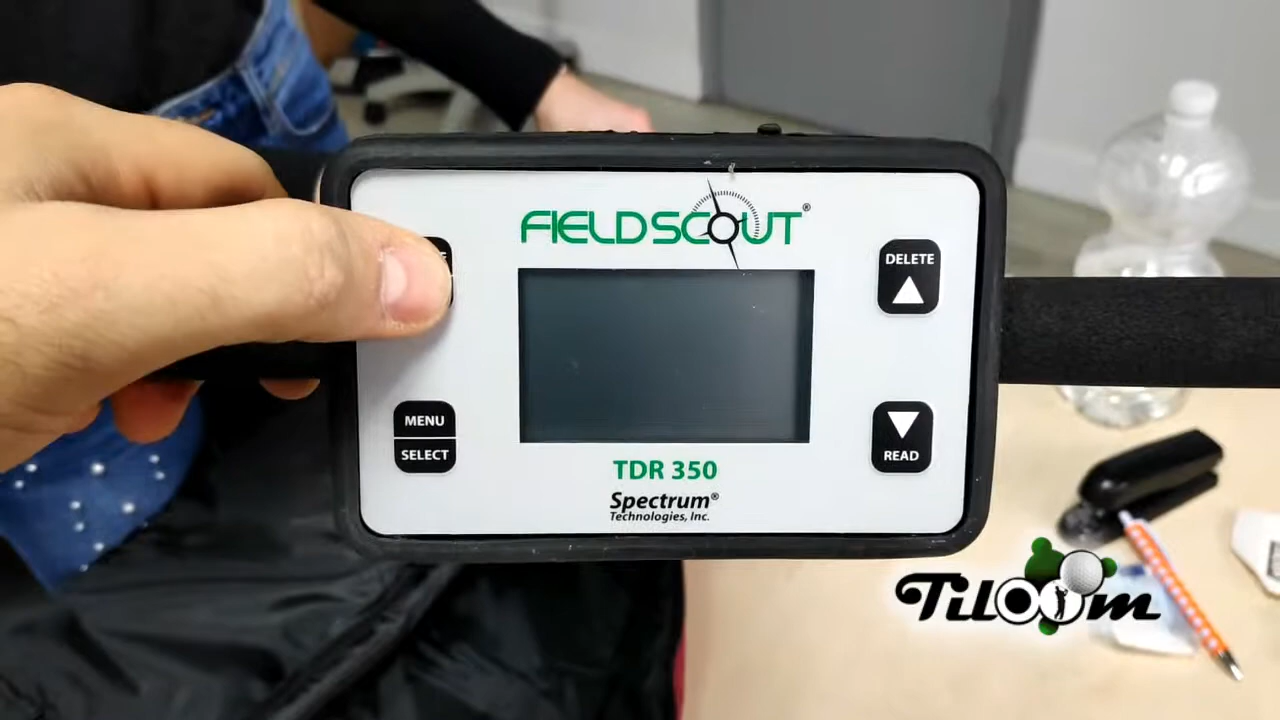 FIELDSCOUT®
DELETE
MENU
SELECT
READ
TDR 350
Spectrum®
Technologies, Inc.
TILOOM